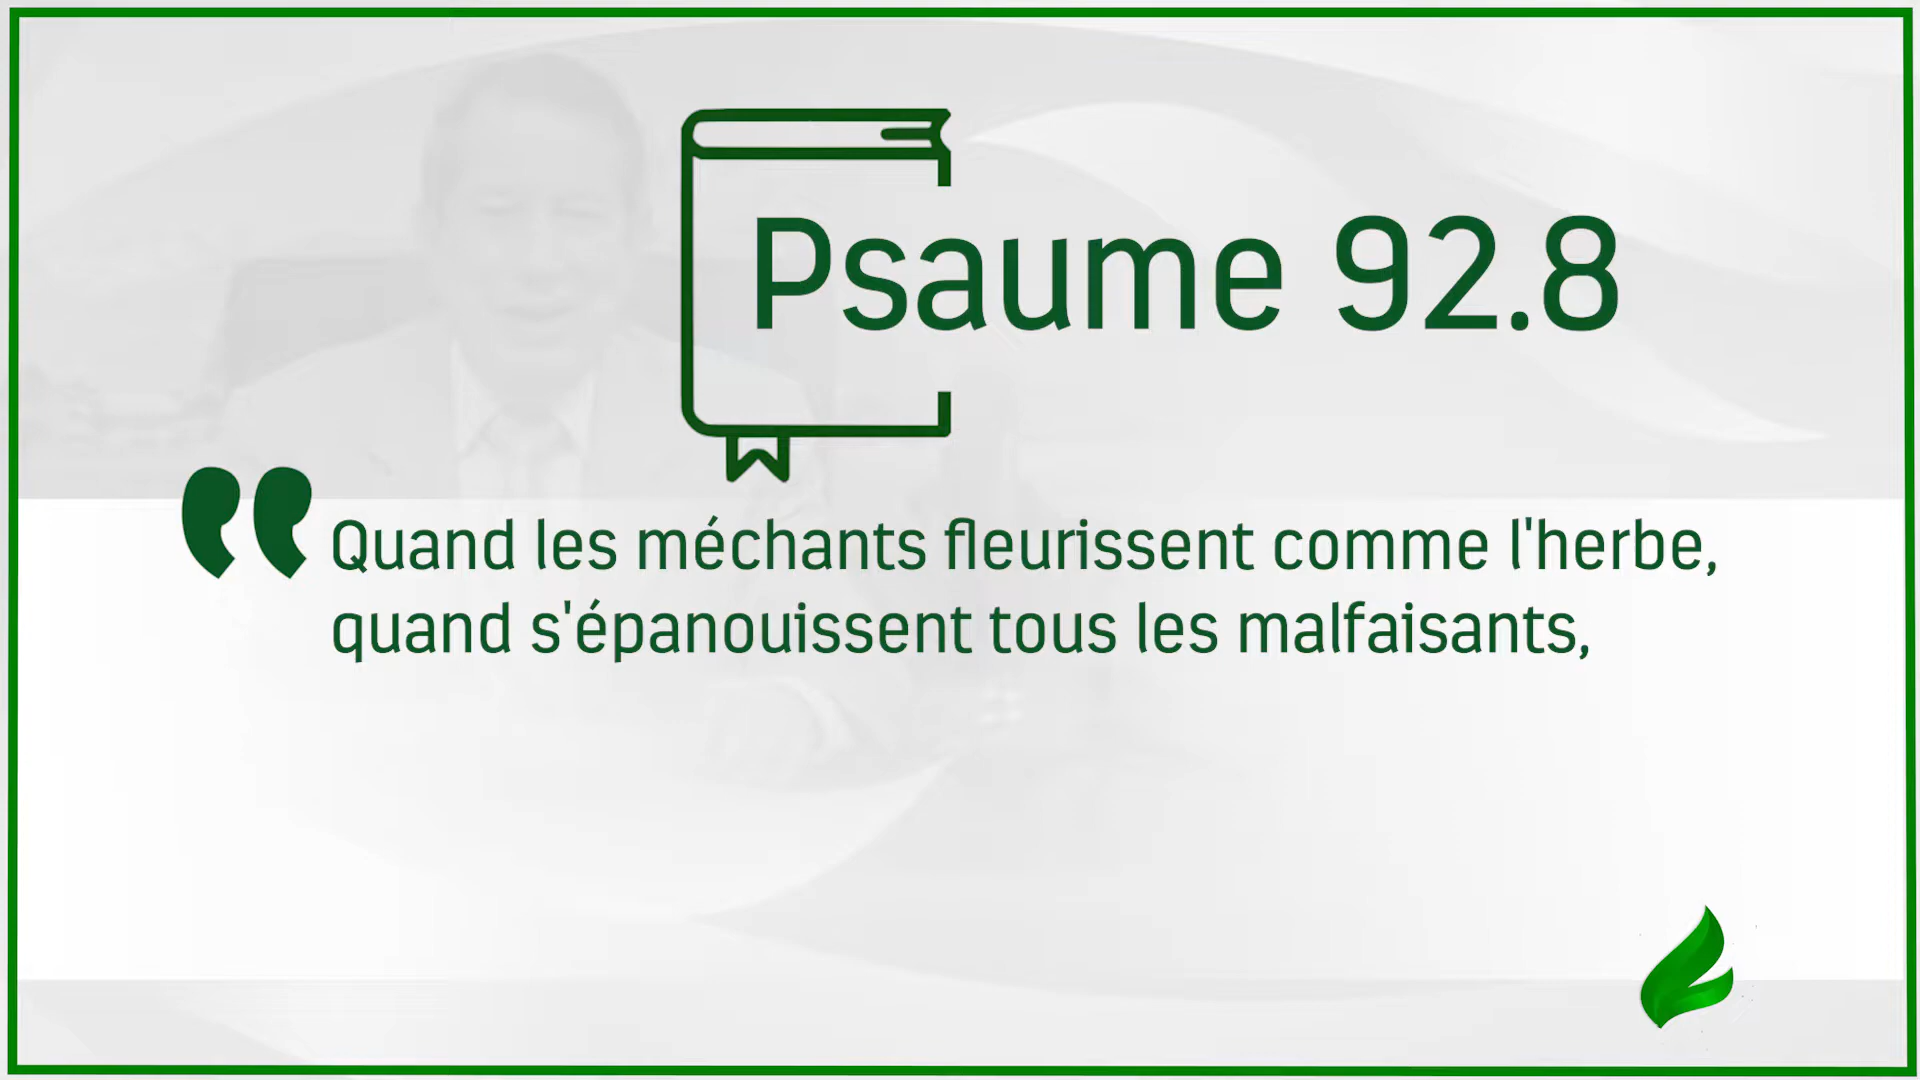 Psaume 92.8
Quand les méchants fleurissent comme l'herbe,
quand s'épanouissent tous les malfaisants,